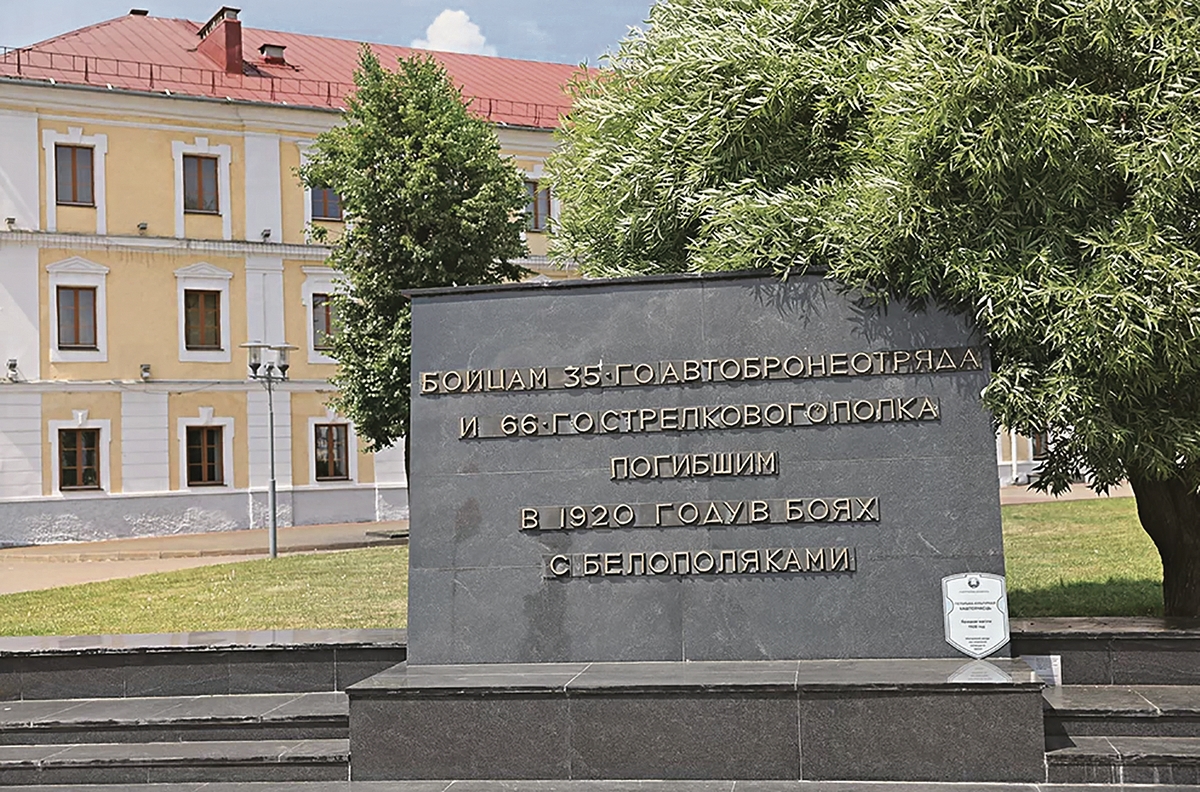 БОЙЦАМ 35-ГО АВТОБРОНЕОТРЯДА
И 66-ГО СТРЕЛКОВОГО ПОЛКА
ПОГИБШИМ
В 1920 ГОДУ В БОЯХ
С БЕЛОПОЛЯКАМИ